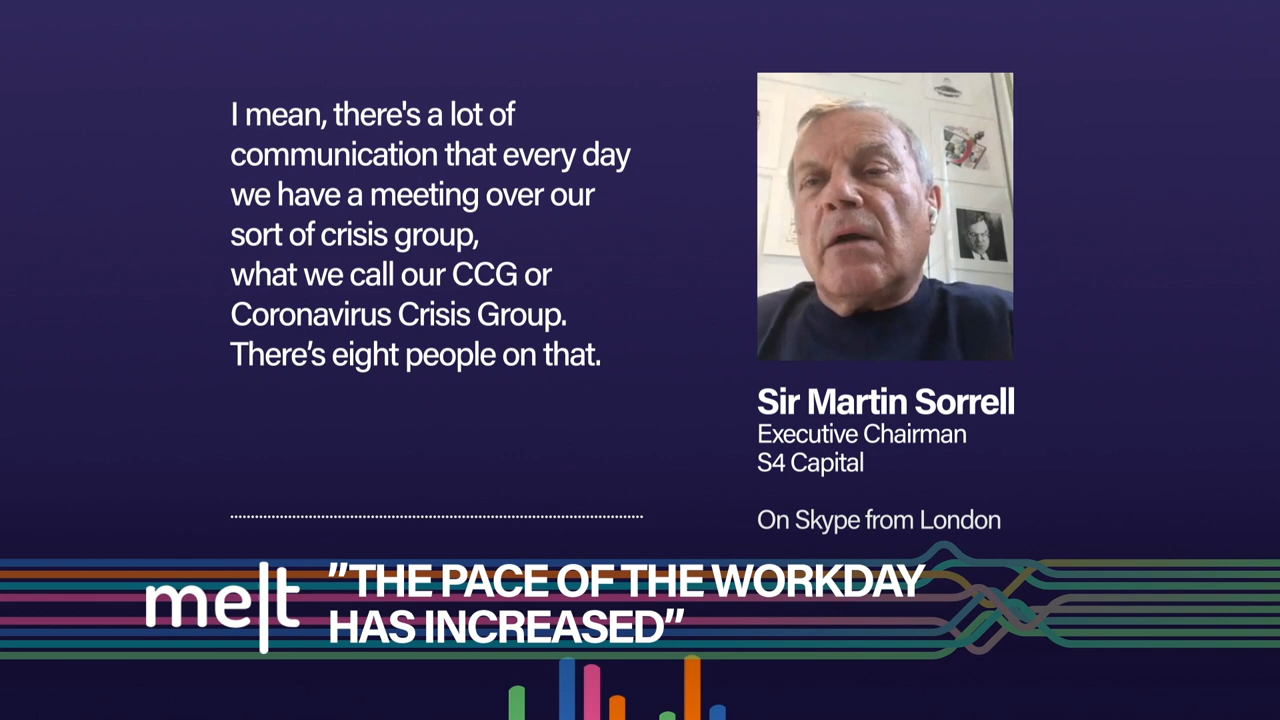 I mean, there's a lot of
communication that every day
we have a meeting over our
sort of crisis group,
what we call our CCG or
Coronavirus Crisis Group.
There’s eight people on that.
Sir Martin Sorrell
Executive Chairman
S4 Capital
On Skype from London
melt
”THE PACE OF THE WORKDAY
HAS INCREASED”